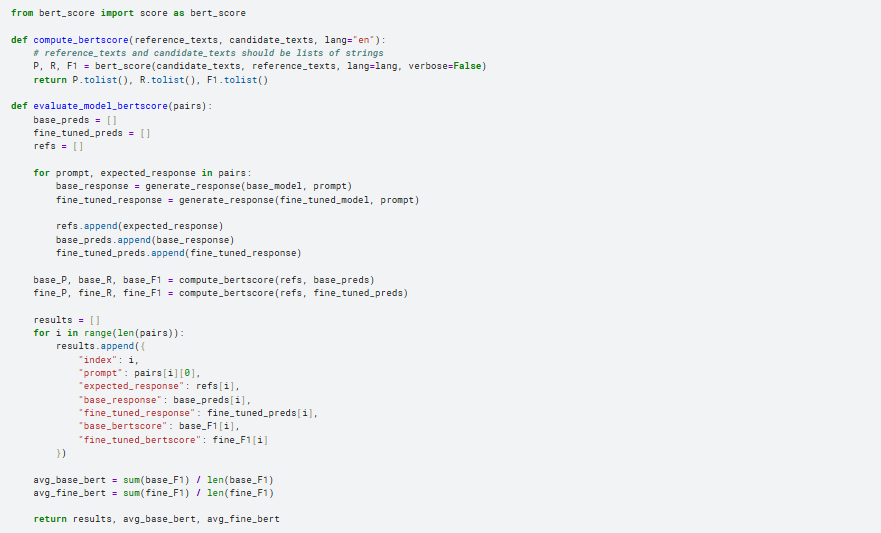 from bert_score import score as bert_score

def compute_bertscore(reference_texts, candidate_texts, lang="en"):
    # reference_texts and candidate_texts should be lists of strings
    P, R, F1 = bert_score(candidate_texts, reference_texts, lang=lang, verbose=False)
    return P.tolist(), R.tolist(), F1.tolist()

def evaluate_model_bertscore(pairs):
    base_preds = []
    fine_tuned_preds = []
    refs = []

    for prompt, expected_response in pairs:
        base_response = generate_response(base_model, prompt)
        fine_tuned_response = generate_response(fine_tuned_model, prompt)

        refs.append(expected_response)
        base_preds.append(base_response)
        fine_tuned_preds.append(fine_tuned_response)

    base_P, base_R, base_F1 = compute_bertscore(refs, base_preds)
    fine_P, fine_R, fine_F1 = compute_bertscore(refs, fine_tuned_preds)

    results = []
    for i in range(len(pairs)):
        results.append({
            "index": i,
            "prompt": pairs[i][0],
            "expected_response": refs[i],
            "base_response": base_preds[i],
            "fine_tuned_response": fine_tuned_preds[i],
            "base_bertscore": base_F1[i],
            "fine_tuned_bertscore": fine_F1[i]
        })

    avg_base_bert = sum(base_F1) / len(base_F1)
    avg_fine_bert = sum(fine_F1) / len(fine_F1)

    return results, avg_base_bert, avg_fine_bert